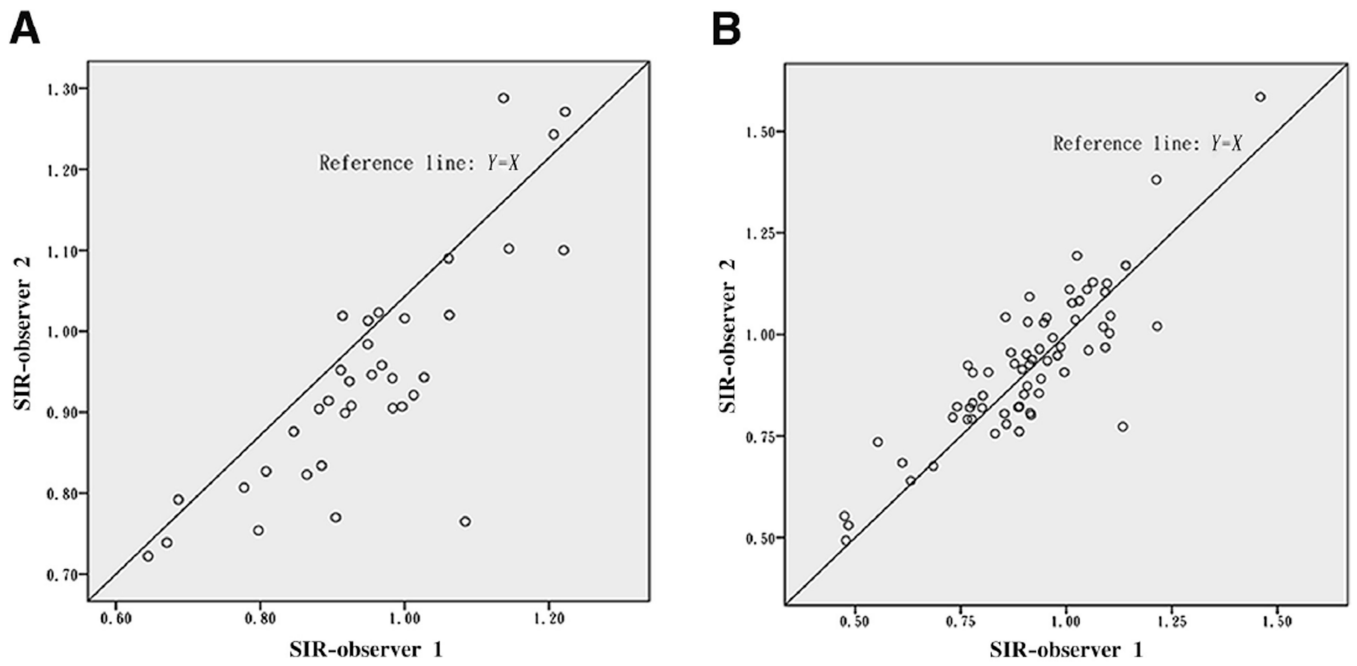 A
1.30
1.20
1.10
1.00
0.90
0.80
0.70
Reference line: Y=X
0.60 0.80 1.00 1.20
SIR-observer 1
SIR-observer 2
B
1.50
1.25
1.00
0.75
0.50
Reference line: Y=X
0.50 0.75 1.00 1.25 1.50
SIR-observer 1
SIR-observer 2